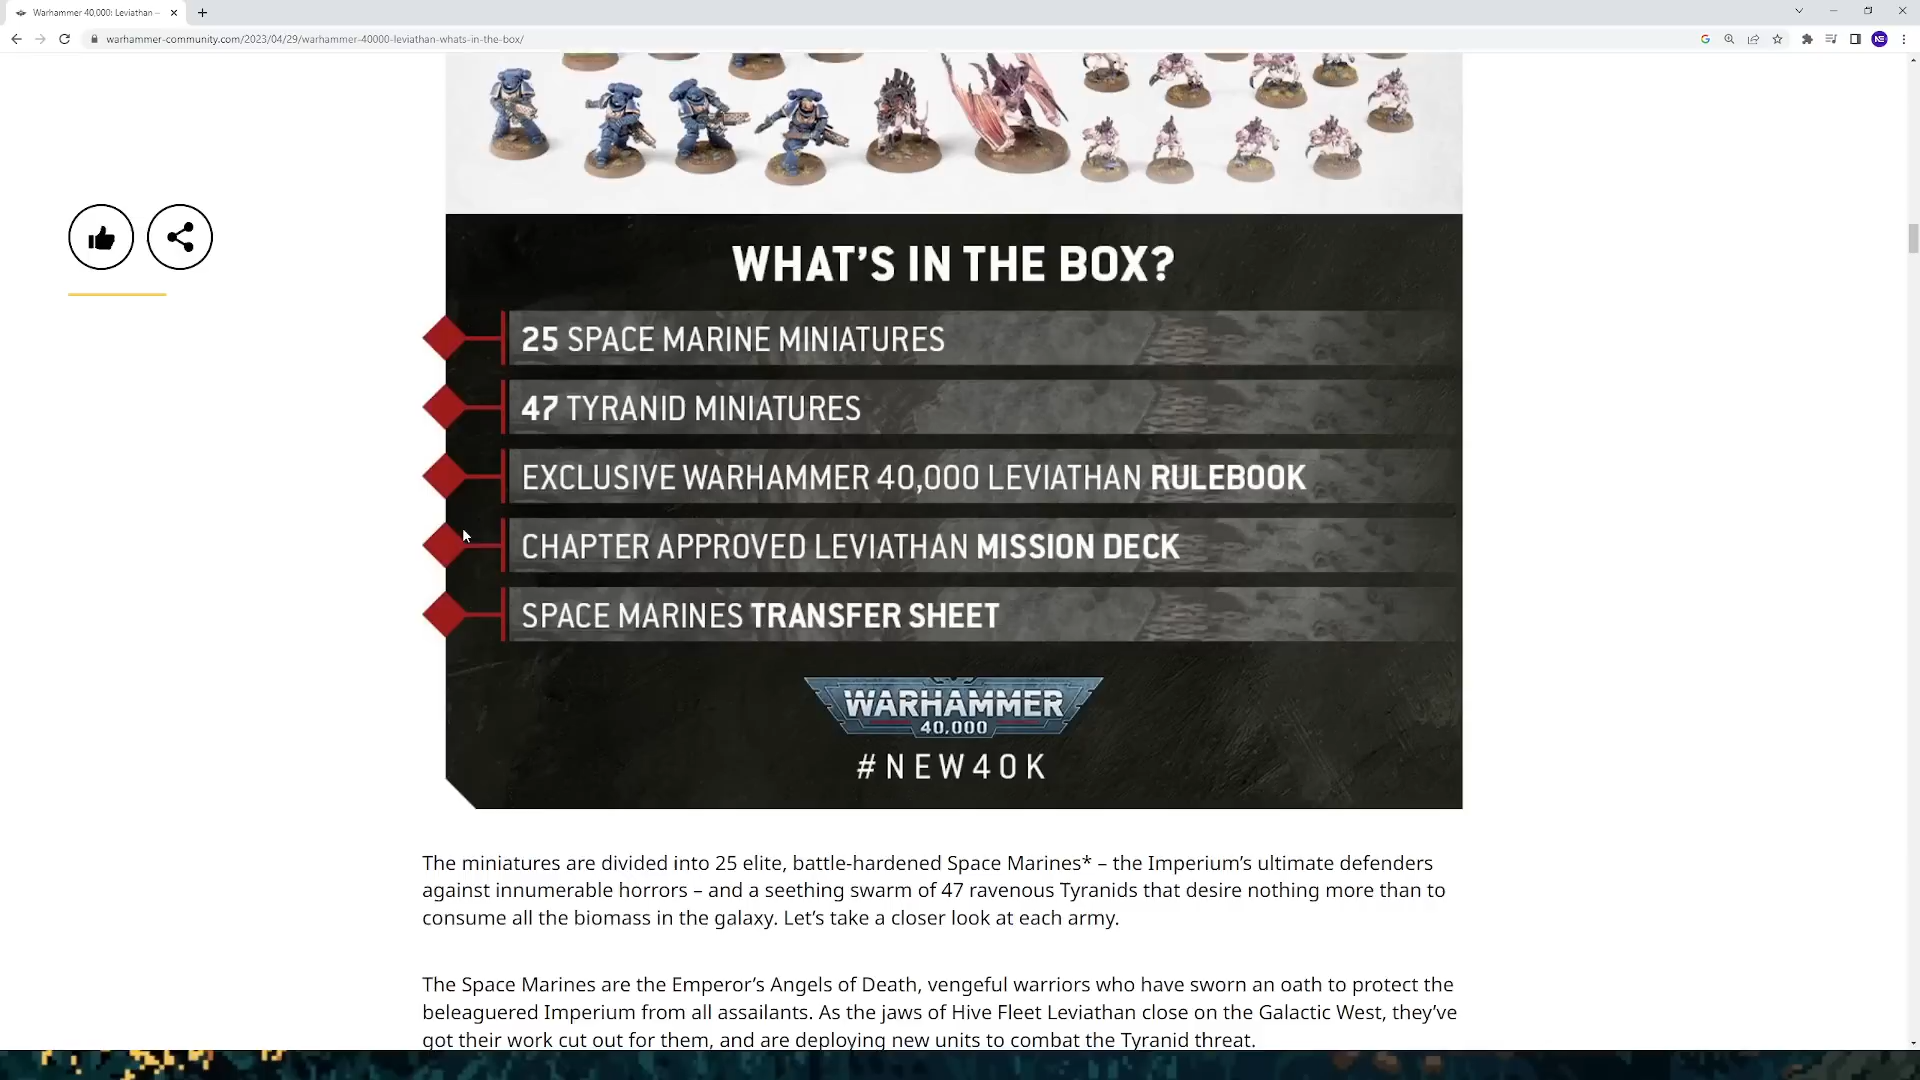 Warhammer 40,000: Leviathan –
warhammer-community.com/2023/04/29/warhammer-40000-leviathan-whats-in-the-box/
NE
WHAT'S IN THE BOX?
25 SPACE MARINE MINIATURES
47 TYRANID MINIATURES
EXCLUSIVE WARHAMMER 40,000 LEVIATHAN RULEBOOK
CHAPTER APPROVED LEVIATHAN MISSION DECK
SPACE MARINES TRANSFER SHEET
WARHAMMER
40,000
#NEW40K
The miniatures are divided into 25 elite, battle-hardened Space Marines* – the Imperium's ultimate defenders
against innumerable horrors – and a seething swarm of 47 ravenous Tyranids that desire nothing more than to
consume all the biomass in the galaxy. Let's take a closer look at each army.
The Space Marines are the Emperor's Angels of Death, vengeful warriors who have sworn an oath to protect the
beleaguered Imperium from all assailants. As the jaws of Hive Fleet Leviathan close on the Galactic West, they've
got their work cut out for them, and are deploying new units to combat the Tyranid threat.